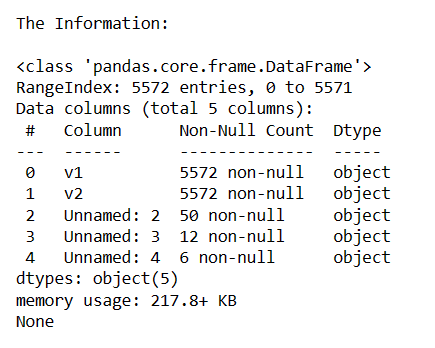 The Information:
<class 'pandas.core.frame.DataFrame'>
RangeIndex: 5572 entries, 0 to 5571
Data columns (total 5 columns):
 #   Column      Non-Null Count  Dtype
---  ------      --------------  -----
 0   v1          5572 non-null   object
 1   v2          5572 non-null   object
 2   Unnamed: 2  50 non-null     object
 3   Unnamed: 3  12 non-null     object
 4   Unnamed: 4  6 non-null      object
dtypes: object(5)
memory usage: 217.8+ KB
None